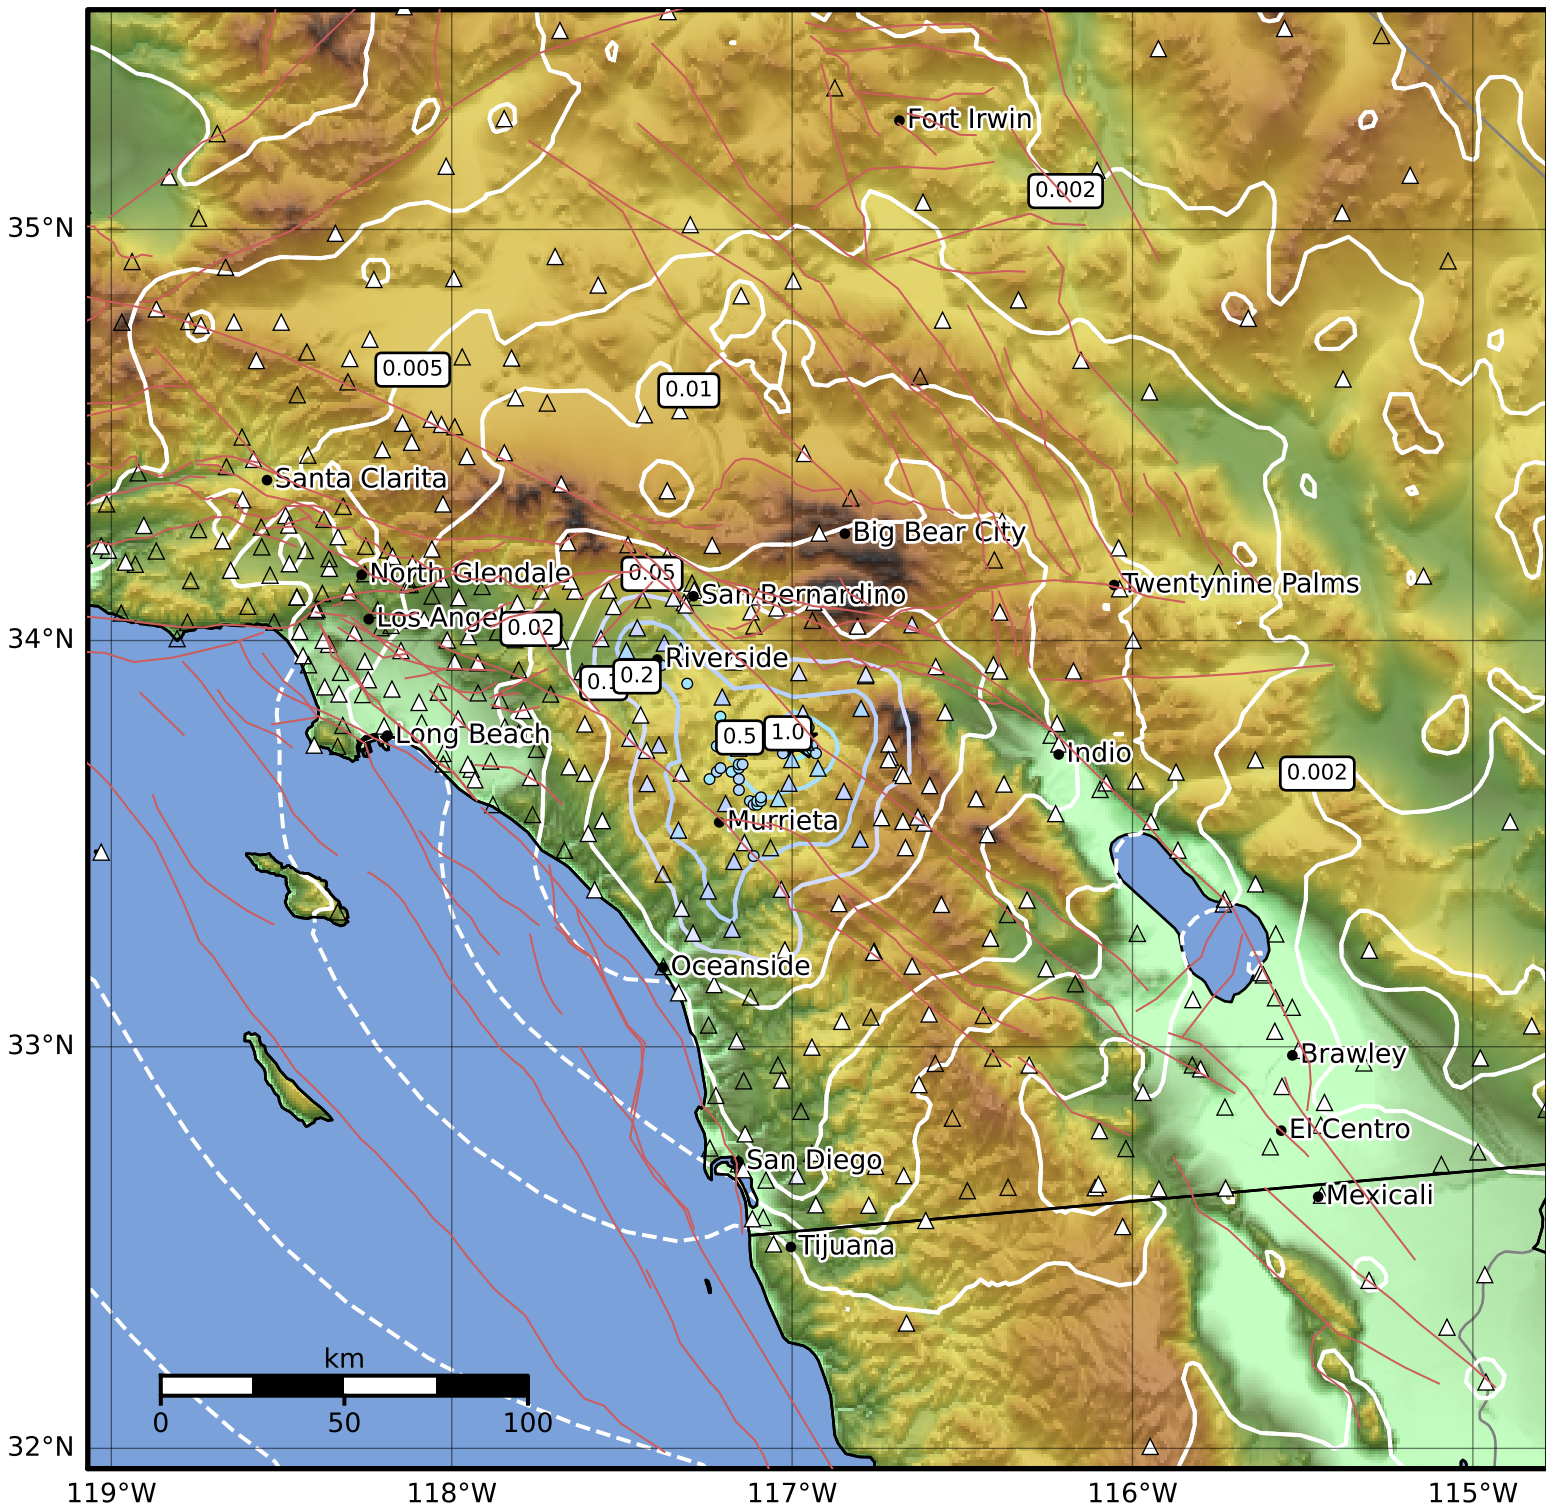 Fort Irwin
0.002
35°N
0.005
0.01
Santa Clarita
Big Bear City
North Glendale
0.05
San Bernardino
Twentynine Palms
34°N
Los Angel
0.02
Riverside
0.2
0.5
1.0
Long Beach
Indio
0.002
Murrieta
Oceanside
33°N
Brawley
El Centro
San Diego
Mexicali
Tijuana
km
0 50 100
32°N
119°W 118°W 117°W 116°W 115°W